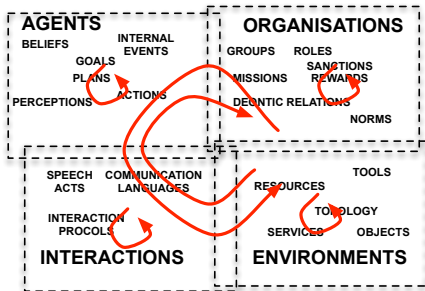 AGENTS
BELIEFS
INTERNAL
EVENTS
GOALS
PLANS
PERCEPTIONS
ACTIONS
ORGANISATIONS
GROUPS
ROLES
SANCTIONS
MISSIONS
REWARDS
DEONTIC RELATIONS
NORMS
SPEECH
ACTS
COMMUNICATION
LANGUAGES
INTERACTION
PROCOLS
INTERACTIONS
TOOLS
RESOURCES
TOPOLOGY
SERVICES
OBJECTS
ENVIRONMENTS